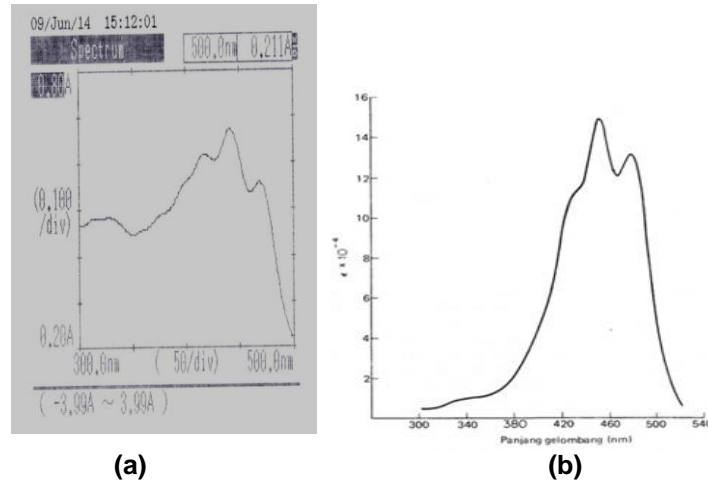 09/Jun/14 15:12:01
Spectrum
500.0nm 0.211A
0.80A
(0.100
/div)
0.20A
300.0nm ( 50/div) 500.0nm
( -3.99A ~ 3.99A )
(a)
16
14
12
10
8
6
4
2
ε × 10⁻⁴
300 340 380 420 460 500 540
Panjang gelombang (nm)
(b)